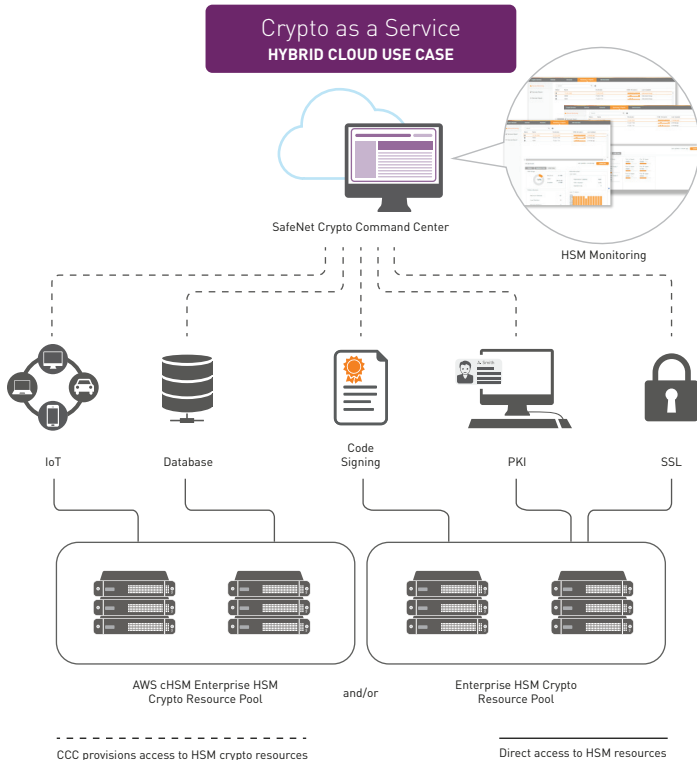 Crypto as a Service
HYBRID CLOUD USE CASE
SafeNet Crypto Command Center
HSM Monitoring
A. Smith
IoT
Database
Code
Signing
PKI
SSL
AWS cHSM Enterprise HSM
Crypto Resource Pool
and/or
Enterprise HSM Crypto
Resource Pool
CCC provisions access to HSM crypto resources
Direct access to HSM resources